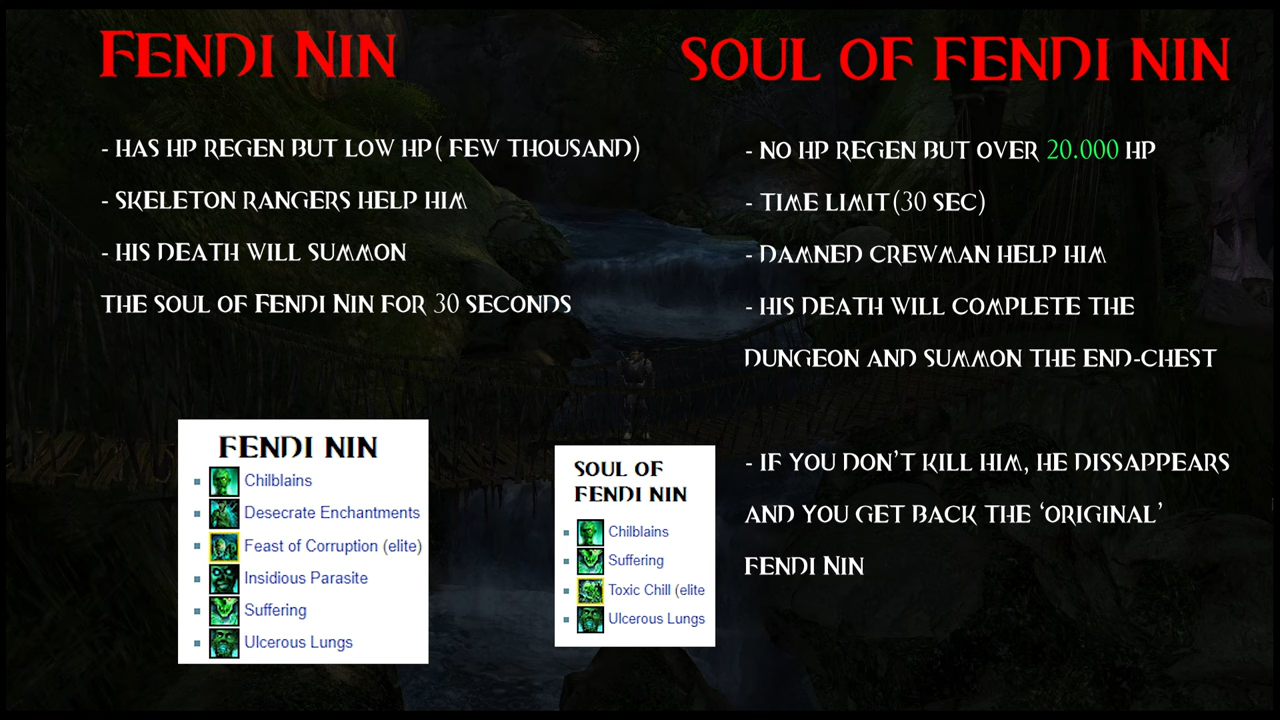 Fendi Nin
- has HP regen but low HP( few thousand)
- Skeleton Rangers help him
- his death will summon
the soul of Fendi Nin for 30 seconds
FENDI NIN
Chilblains
Desecrate Enchantments
Feast of Corruption (elite)
Insidious Parasite
Suffering
Ulcerous Lungs
soul of Fendi Nin
- no HP regen but over 20.000 HP
- Time limit(30 sec)
- Damned Crewman help him
- his death will complete the
dungeon and summon the end-chest
- if you don't kill him, he dissappears
and you get back the 'original'
Fendi Nin
SOUL OF
FENDI NIN
Chilblains
Suffering
Toxic Chill (elite
Ulcerous Lungs